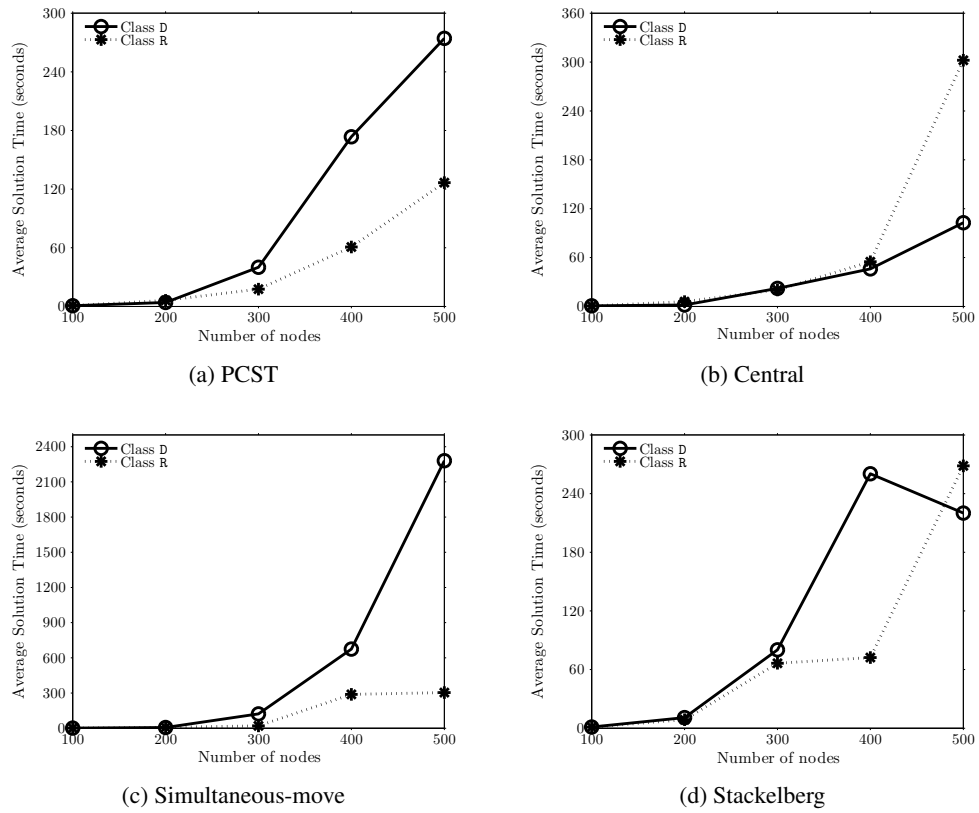 Average Solution Time (seconds)
300
240
180
120
60
0
Class D
Class R
100 200 300 400 500
Number of nodes
(a) PCST
Average Solution Time (seconds)
360
300
240
180
120
60
0
Class D
Class R
100 200 300 400 500
Number of nodes
(b) Central
Average Solution Time (seconds)
2400
2100
1800
1500
1200
900
600
300
0
Class D
Class R
100 200 300 400 500
Number of nodes
(c) Simultaneous-move
Average Solution Time (seconds)
300
240
180
120
60
0
Class D
Class R
100 200 300 400 500
Number of nodes
(d) Stackelberg